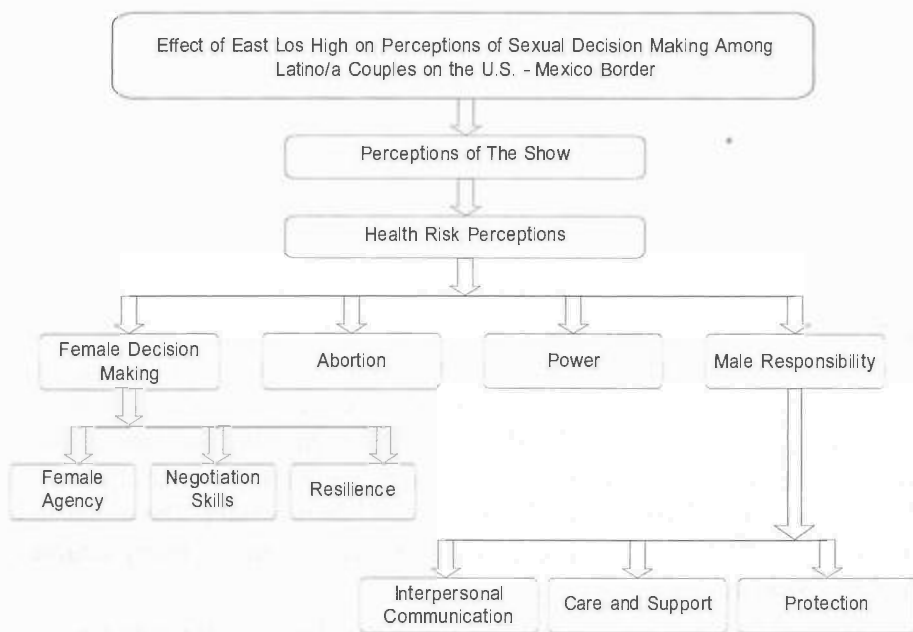 Effect of East Los High on Perceptions of Sexual Decision Making Among
Latino/a Couples on the U.S. - Mexico Border
Perceptions of The Show
Health Risk Perceptions
Female Decision
Making
Abortion
Power
Male Responsibility
Female
Agency
Negotiation
Skills
Resilience
Interpersonal
Communication
Care and Support
Protection